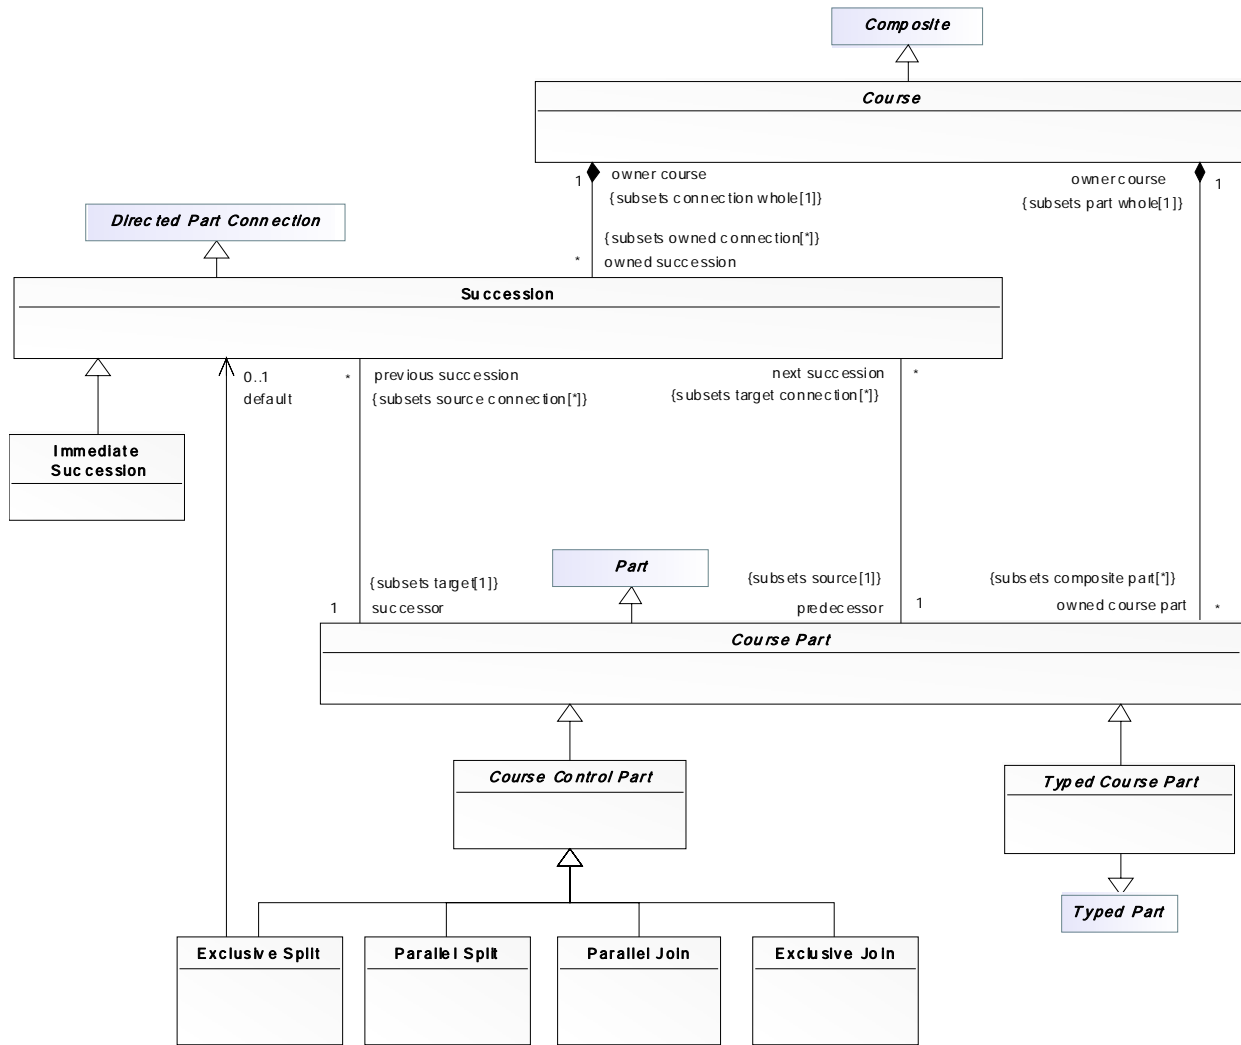 Composite
Course
1
owner course
{subsets connection whole[1]}
owner course
{subsets part whole[1]}
1
Directed Part Connection
{subsets owned connection[*]}
*
owned succession
Succession
0..1
default
*
previous succession
{subsets source connection[*]}
next succession
{subsets target connection[*]}
*
Immediate
Succession
Part
{subsets target[1]}
1
successor
{subsets source[1]}
predecessor
1
{subsets composite part[*]}
owned course part
*
Course Part
Course Control Part
Typed Course Part
Typed Part
Exclusive Split
Parallel Split
Parallel Join
Exclusive Join